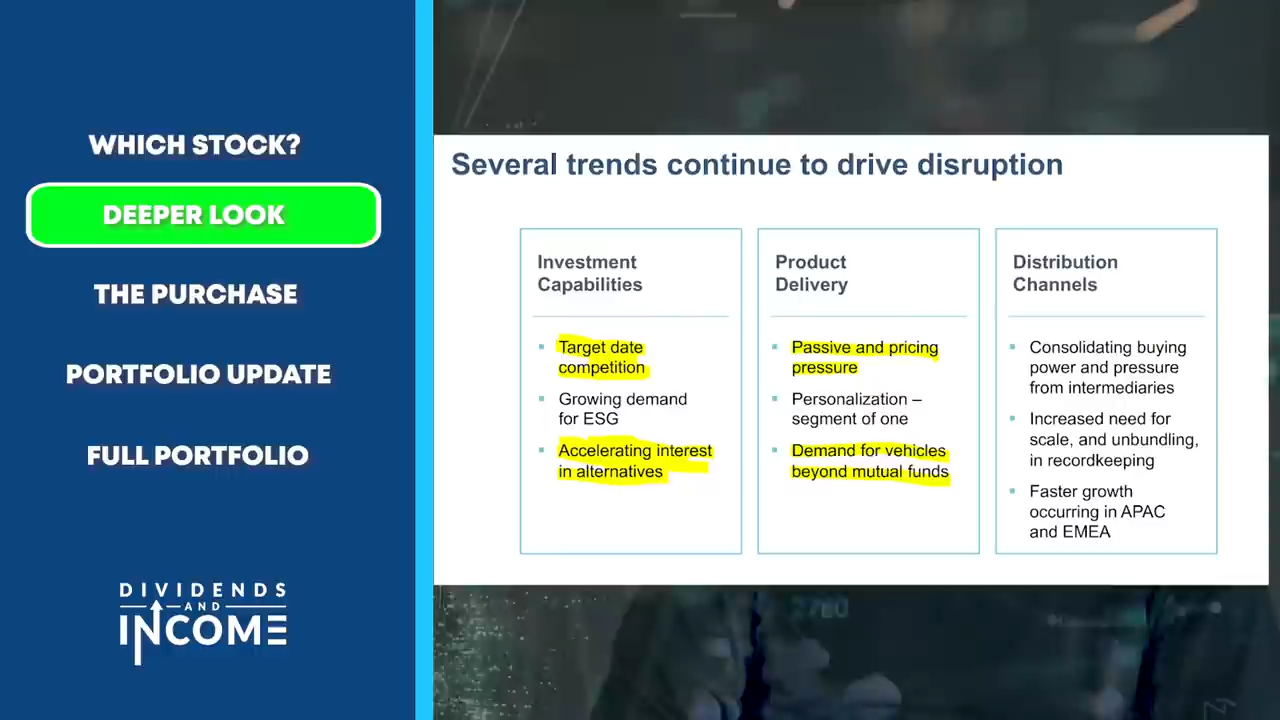 WHICH STOCK?
DEEPER LOOK
THE PURCHASE
PORTFOLIO UPDATE
FULL PORTFOLIO
DIVIDENDS
AND
INCOME
Several trends continue to drive disruption
Investment
Capabilities
▪ Target date
competition
▪ Growing demand
for ESG
▪ Accelerating interest
in alternatives
Product
Delivery
▪ Passive and pricing
pressure
▪ Personalization –
segment of one
▪ Demand for vehicles
beyond mutual funds
Distribution
Channels
▪ Consolidating buying
power and pressure
from intermediaries
▪ Increased need for
scale, and unbundling,
in recordkeeping
▪ Faster growth
occurring in APAC
and EMEA